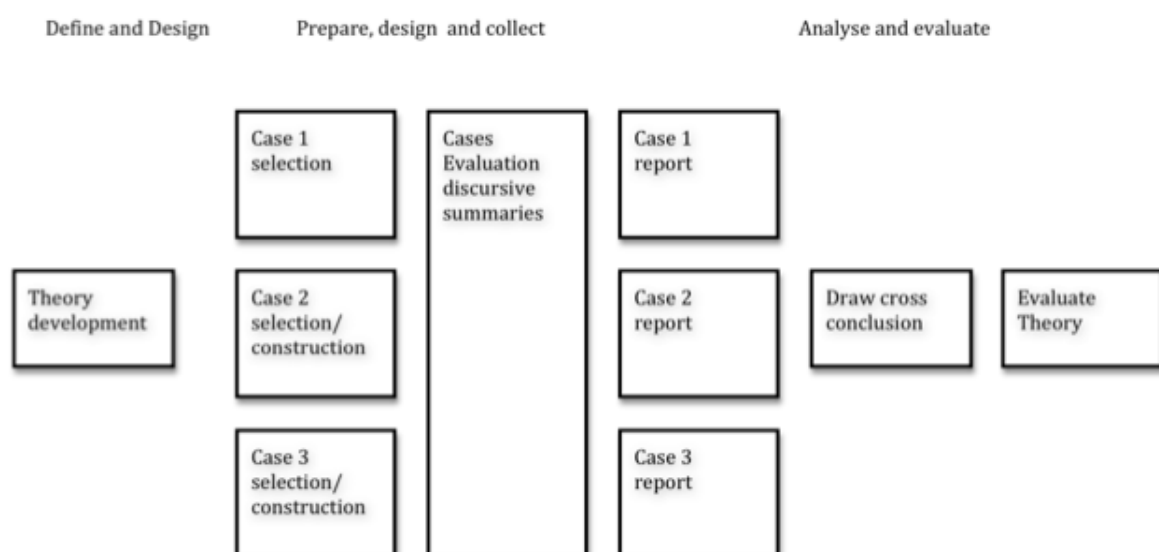 Define and Design
Prepare, design and collect
Analyse and evaluate
Theory
development
Case 1
selection
Case 2
selection/
construction
Case 3
selection/
construction
Cases
Evaluation
discursive
summaries
Case 1
report
Case 2
report
Case 3
report
Draw cross
conclusion
Evaluate
Theory